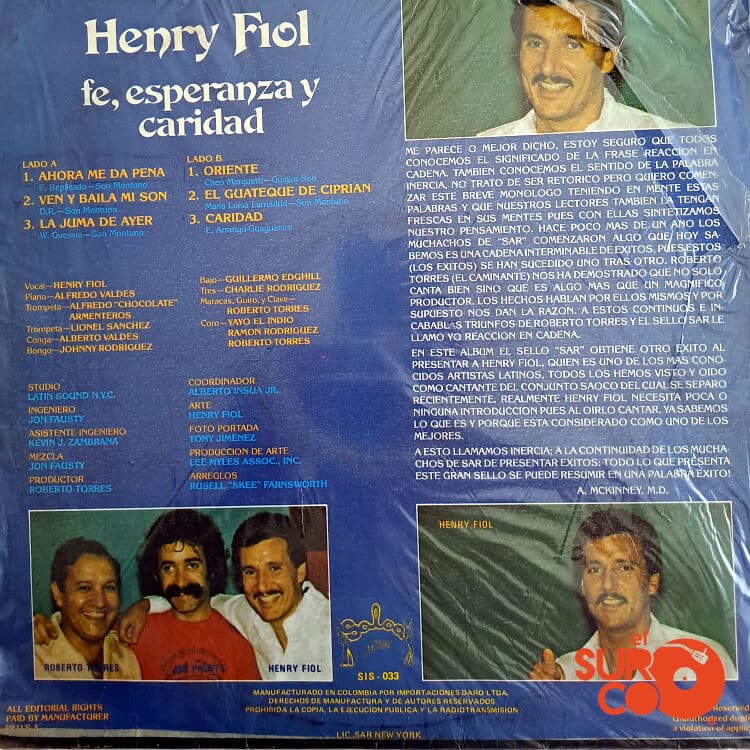 Henry Fiol
fe, esperanza y
caridad
LADO A
1. AHORA ME DA PENA
F. Replicado—Son Montuno
2. VEN Y BAILA MI SON
D.R.—Son Montuno
3. LA JUMA DE AYER
W. Guevara—Son Montuno
LADO B
1. ORIENTE
Cheo Marquetti—Guajira Son
2. EL GUATEQUE DE CIPRIAN
Maria Luisa Lamadrid—Son Montuno
3. CARIDAD
E. Arrango-Guaguanco
Vocal—HENRY FIOL
Piano—ALFREDO VALDES
Trompeta—ALFREDO "CHOCOLATE"
ARMENTEROS
Trompeta—LIONEL SANCHEZ
Conga—ALBERTO VALDES
Bongo—JOHNNY RODRIGUEZ
Bajo—GUILLERMO EDGHILL
Tres—CHARLIE RODRIGUEZ
Maracas, Guiro, y Clave—
ROBERTO TORRES
Coro—YAYO EL INDIO
RAMON RODRIGUEZ
ROBERTO TORRES
STUDIO
LATIN SOUND N.Y.C.
INGENIERO
JON FAUSTY
ASISTENTE INGENIERO
KEVIN J. ZAMBRANA
MEZCLA
JON FAUSTY
PRODUCTOR
ROBERTO TORRES
COORDINADOR
ALBERTO INSUA JR.
ARTE
HENRY FIOL
FOTO PORTADA
TONY JIMENEZ
PRODUCCION DE ARTE
LEE-MYLES ASSOC., INC.
ARREGLOS
RUSELL "SKEE" FARNSWORTH
ME PARECE O MEJOR DICHO, ESTOY SEGURO QUE TODOS
CONOCEMOS EL SIGNIFICADO DE LA FRASE REACCION EN
CADENA. TAMBIEN CONOCEMOS EL SENTIDO DE LA PALABRA
INERCIA, NO TRATO DE SER RETORICO PERO QUIERO COMEN-
ZAR ESTE BREVE MONOLOGO TENIENDO EN MENTE ESTAS
PALABRAS Y QUE NUESTROS LECTORES TAMBIEN LA TENGAN
FRESCAS EN SUS MENTES PUES CON ELLAS SINTETIZAMOS
NUESTRO PENSAMIENTO. HACE POCO MAS DE UN AÑO LOS
MUCHACHOS DE "SAR" COMENZARON ALGO QUE HOY SA-
BEMOS ES UNA CADENA INTERMINABLE DE EXITOS, PUES ESTOS
(LOS EXITOS) SE HAN SUCEDIDO UNO TRAS OTRO. ROBERTO
TORRES (EL CAMINANTE) NOS HA DEMOSTRADO QUE NO SOLO
CANTA BIEN SINO QUE ES ALGO MAS QUE UN MAGNIFICO
PRODUCTOR. LOS HECHOS HABLAN POR ELLOS MISMOS Y POR
SUPUESTO NOS DAN LA RAZON. A ESTOS CONTINUOS E IN-
CABABLAS TRIUNFOS DE ROBERTO TORRES Y EL SELLO SAR LE
LLAMO YO REACCION EN CADENA.
EN ESTE ALBUM EL SELLO "SAR" OBTIENE OTRO EXITO AL
PRESENTAR A HENRY FIOL, QUIEN ES UNO DE LOS MAS CONO-
CIDOS ARTISTAS LATINOS, TODOS LOS HEMOS VISTO Y OIDO
COMO CANTANTE DEL CONJUNTO SAOCO DEL CUAL SE SEPARO
RECIENTEMENTE. REALMENTE HENRY FIOL NECESITA POCA O
NINGUNA INTRODUCCION PUES AL OIRLO CANTAR, YA SABEMOS
LO QUE ES Y PORQUE ESTA CONSIDERADO COMO UNO DE LOS
MEJORES.
A ESTO LLAMAMOS INERCIA; A LA CONTINUIDAD DE LOS MUCHA-
CHOS DE SAR DE PRESENTAR EXITOS: TODO LO QUE PRESENTA
ESTE GRAN SELLO SE PUEDE RESUMIR EN UNA PALABRA EXITO!
A. MCKINNEY, M.D.
ROBERTO TORRES
HENRY FIOL
HENRY FIOL
SIS - 033
el
SUR
CO
ALL EDITORIAL RIGHTS
PAID BY MANUFACTURER
MANUFACTURADO EN COLOMBIA POR IMPORTACIONES DARO LTDA.
DERECHOS DE MANUFACTURA Y DE AUTORES RESERVADOS
PROHIBIDA LA COPIA, LA EJECUCION PUBLICA Y LA RADIOTRANSMISION
LIC. SAR NEW YORK
Reserved
Unauthorized dupli
a violation of applic